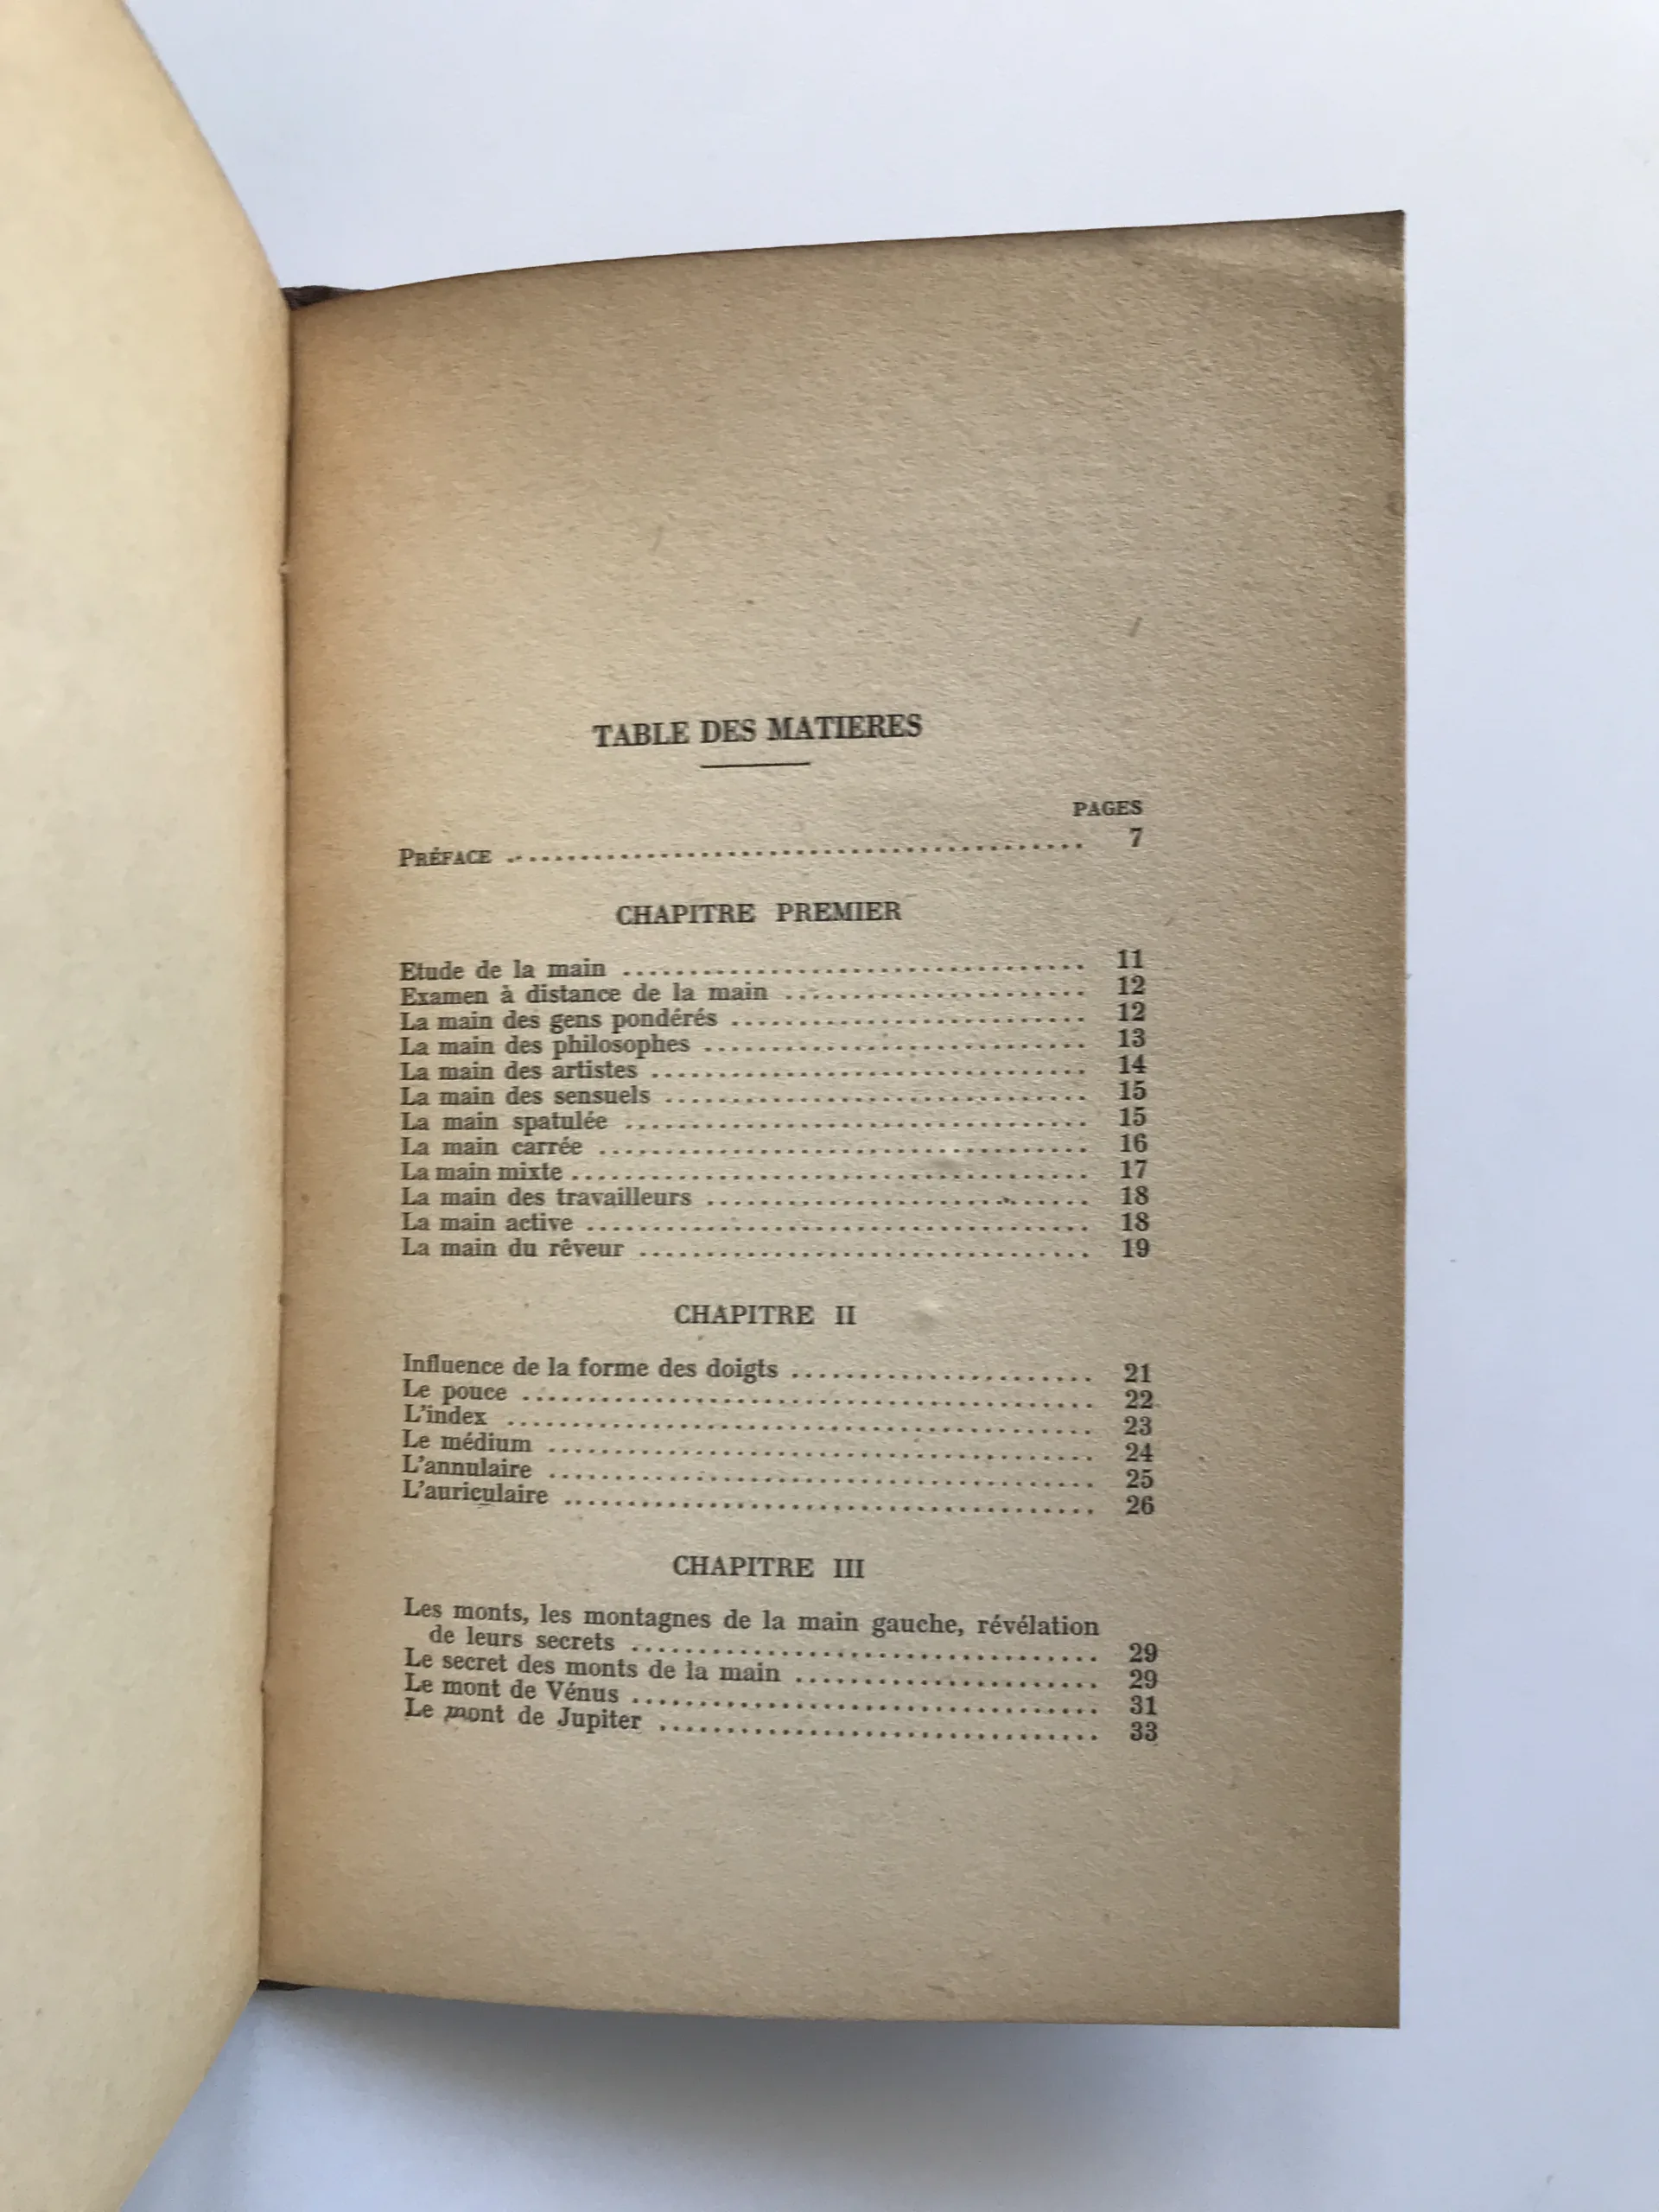 TABLE DES MATIERES
PAGES
PRÉFACE ........................................ 7
CHAPITRE PREMIER
Etude de la main ................................ 11
Examen à distance de la main ....................... 12
La main des gens pondérés ........................... 12
La main des philosophes ............................. 13
La main des artistes ................................. 14
La main des sensuels ................................ 15
La main spatulée ................................... 15
La main carrée ..................................... 16
La main mixte ....................................... 17
La main des travailleurs ............................. 18
La main active ...................................... 18
La main du rêveur .................................. 19
CHAPITRE II
Influence de la forme des doigts ....................... 21
Le pouce .......................................... 22
L'index ........................................... 23
Le médium ......................................... 24
L'annulaire ........................................ 25
L'auriculaire ....................................... 26
CHAPITRE III
Les monts, les montagnes de la main gauche, révélation
de leurs secrets .................................... 29
Le secret des monts de la main ....................... 29
Le mont de Vénus ................................... 31
Le mont de Jupiter ................................. 33